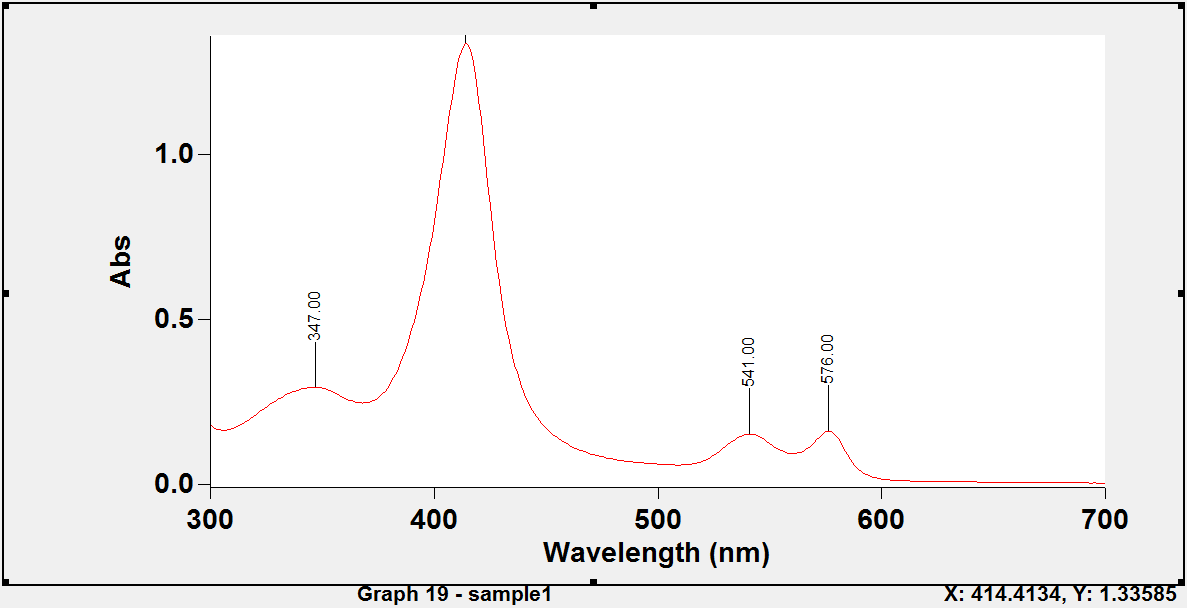 347.00
541.00
576.00
Abs
1.0
0.5
0.0
300 400 500 600 700
Wavelength (nm)
Graph 19 - sample1
X: 414.4134, Y: 1.33585